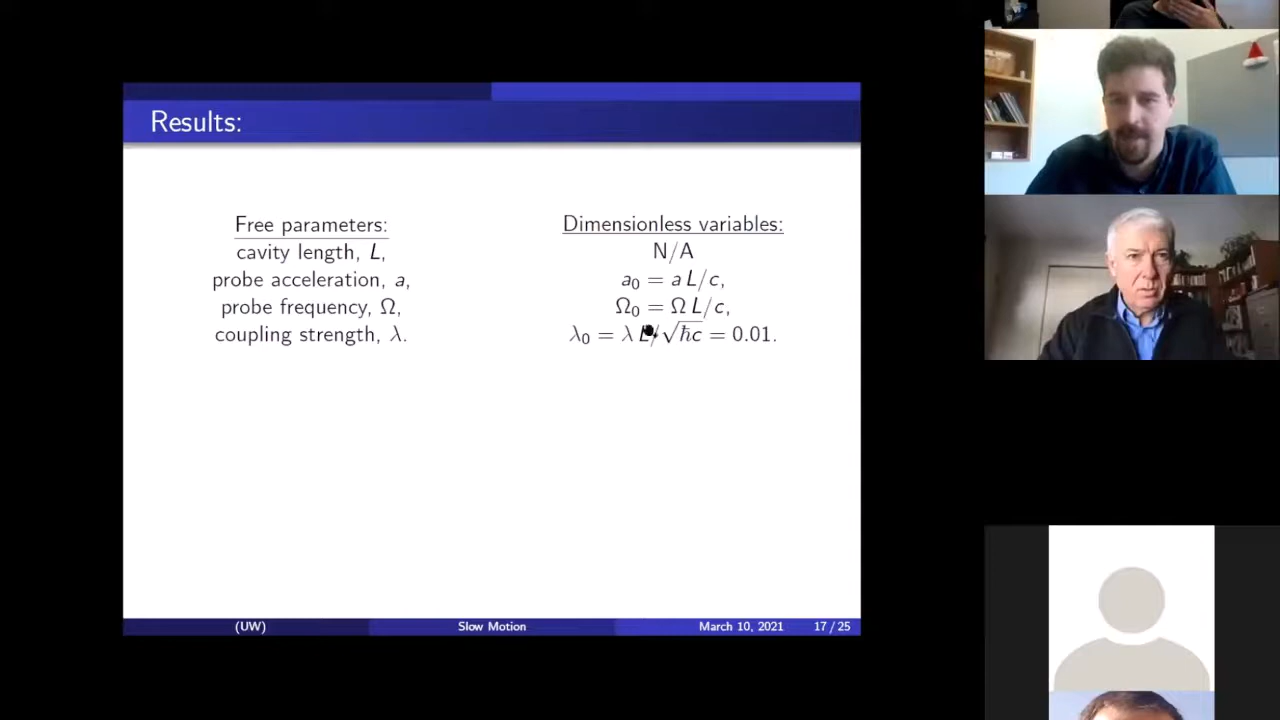 Results:
Free parameters:
cavity length, L,
probe acceleration, a,
probe frequency, Ω,
coupling strength, λ.
Dimensionless variables:
N/A
a₀ = a L/c,
Ω₀ = Ω L/c,
λ₀ = λ L/√ħc = 0.01.
(UW) Slow Motion March 10, 2021 17 / 25